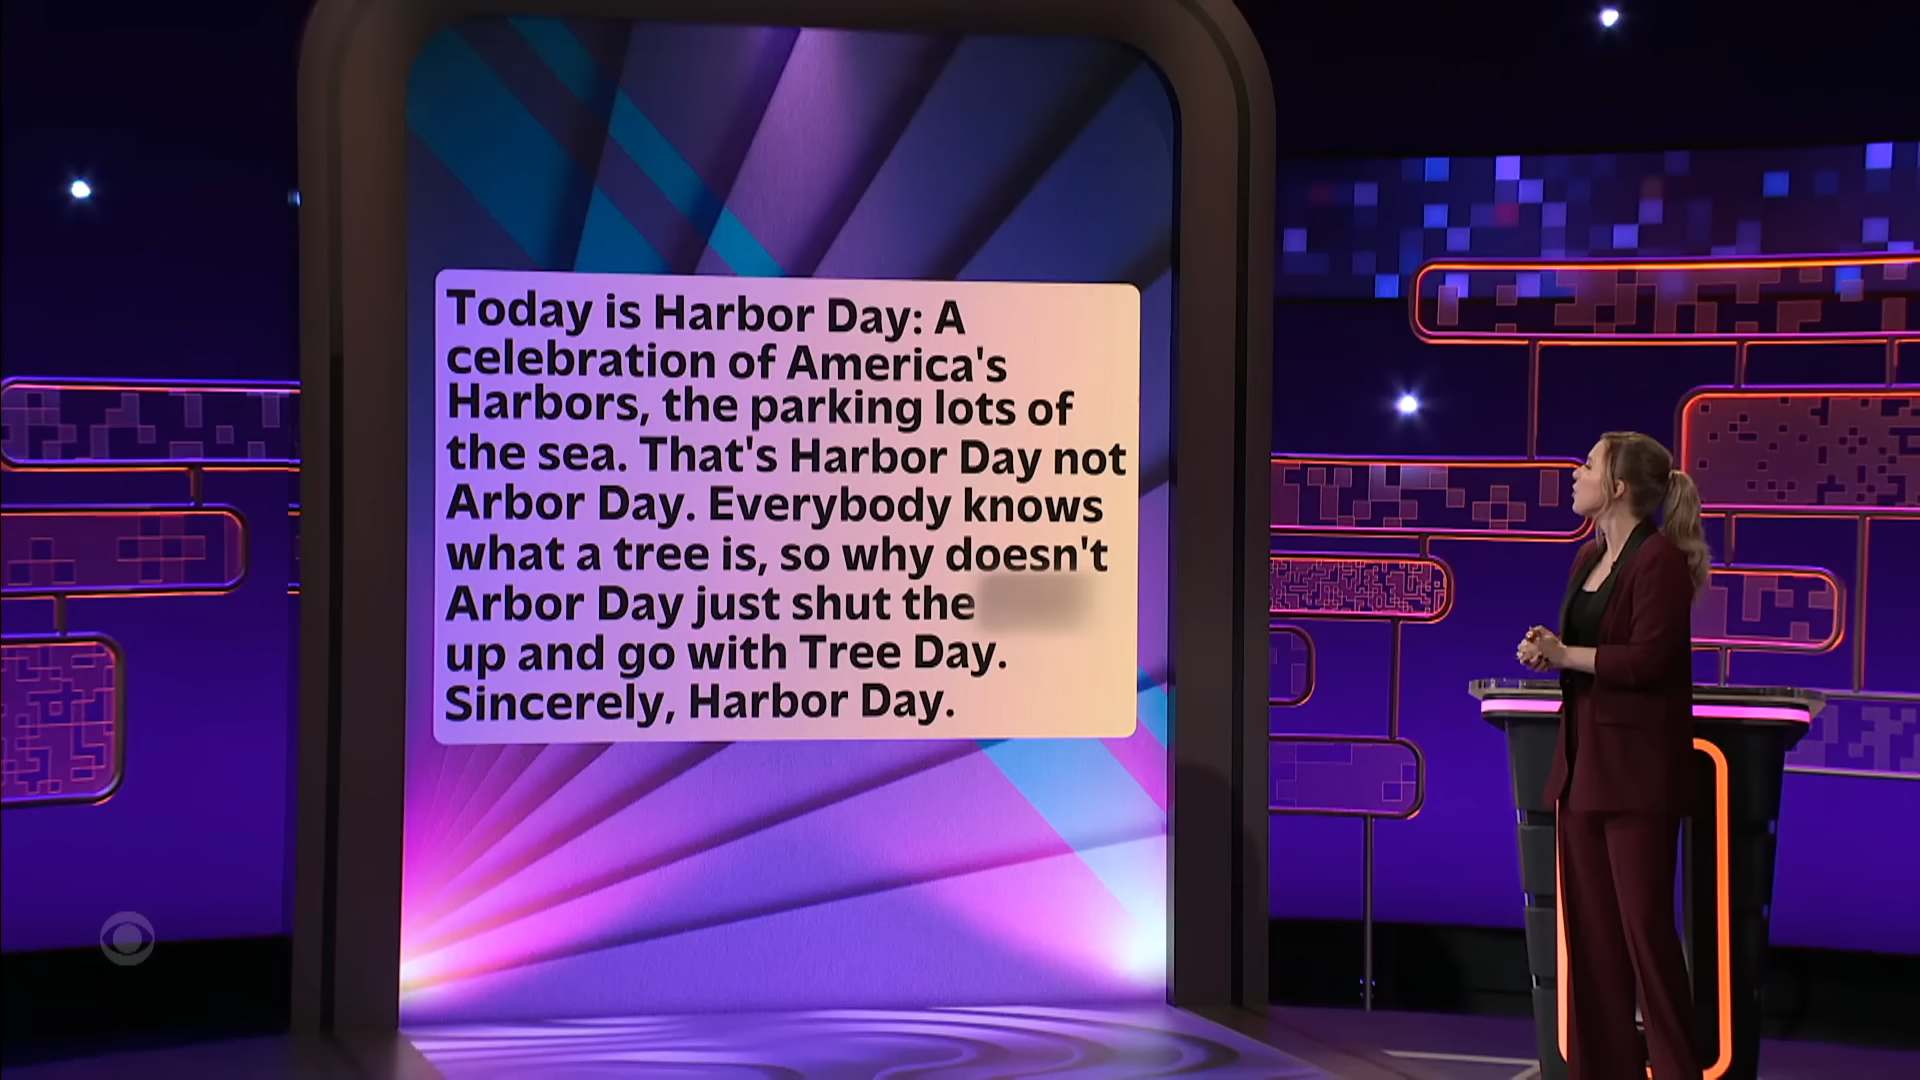 Today is Harbor Day: A
celebration of America's
Harbors, the parking lots of
the sea. That's Harbor Day not
Arbor Day. Everybody knows
what a tree is, so why doesn't
Arbor Day just shut the
up and go with Tree Day.
Sincerely, Harbor Day.